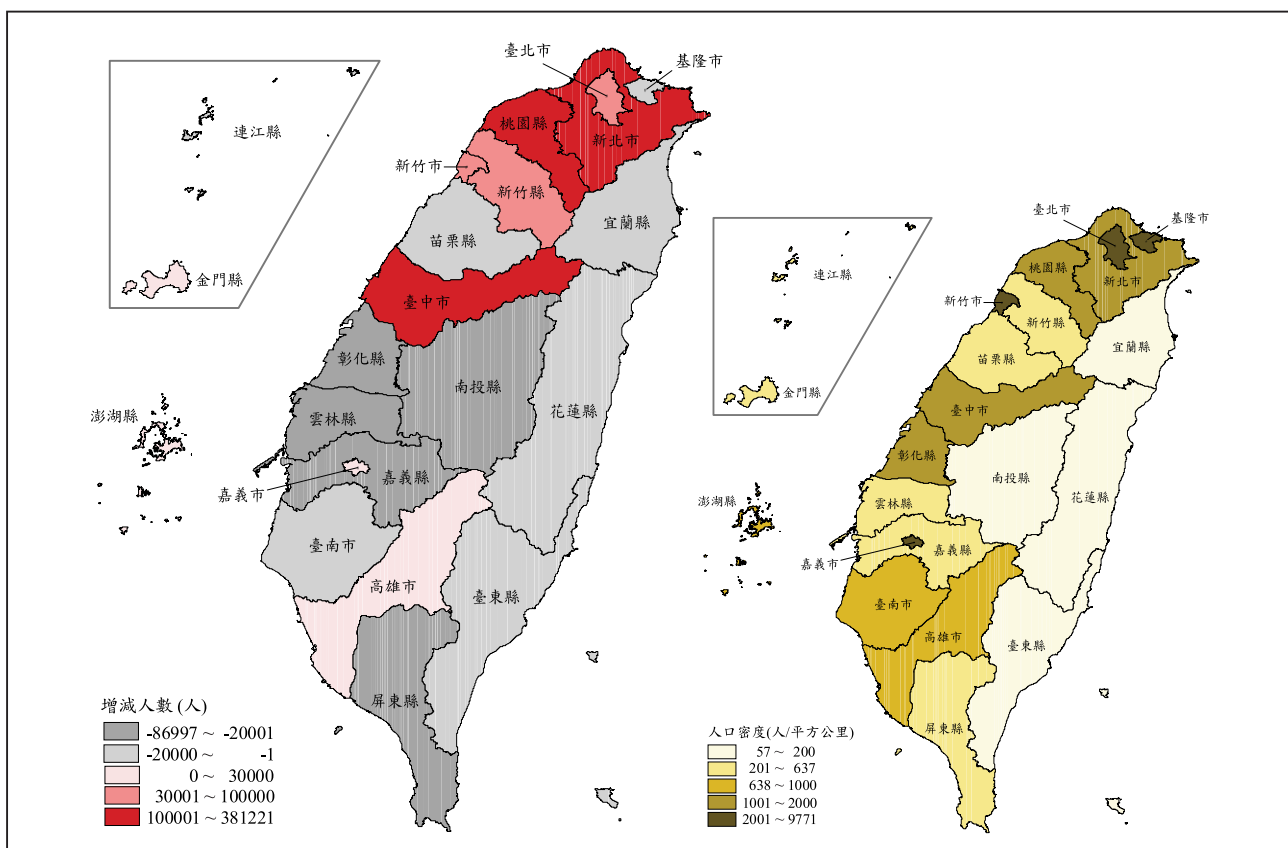 臺北市
基隆市
連江縣
桃園縣
新北市
新竹市
新竹縣
宜蘭縣
苗栗縣
金門縣
臺中市
彰化縣
南投縣
花蓮縣
澎湖縣
雲林縣
嘉義縣
嘉義市
臺南市
高雄市
臺東縣
屏東縣
增減人數 (人)
-86997 ~ -20001
-20000 ~ -1
0 ~ 30000
30001 ~ 100000
100001 ~ 381221
臺北市
基隆市
連江縣
桃園縣
新北市
新竹市
新竹縣
宜蘭縣
苗栗縣
金門縣
臺中市
彰化縣
南投縣
花蓮縣
澎湖縣
雲林縣
嘉義縣
嘉義市
臺南市
高雄市
臺東縣
屏東縣
人口密度(人/平方公里)
57 ~ 200
201 ~ 637
638 ~ 1000
1001 ~ 2000
2001 ~ 9771